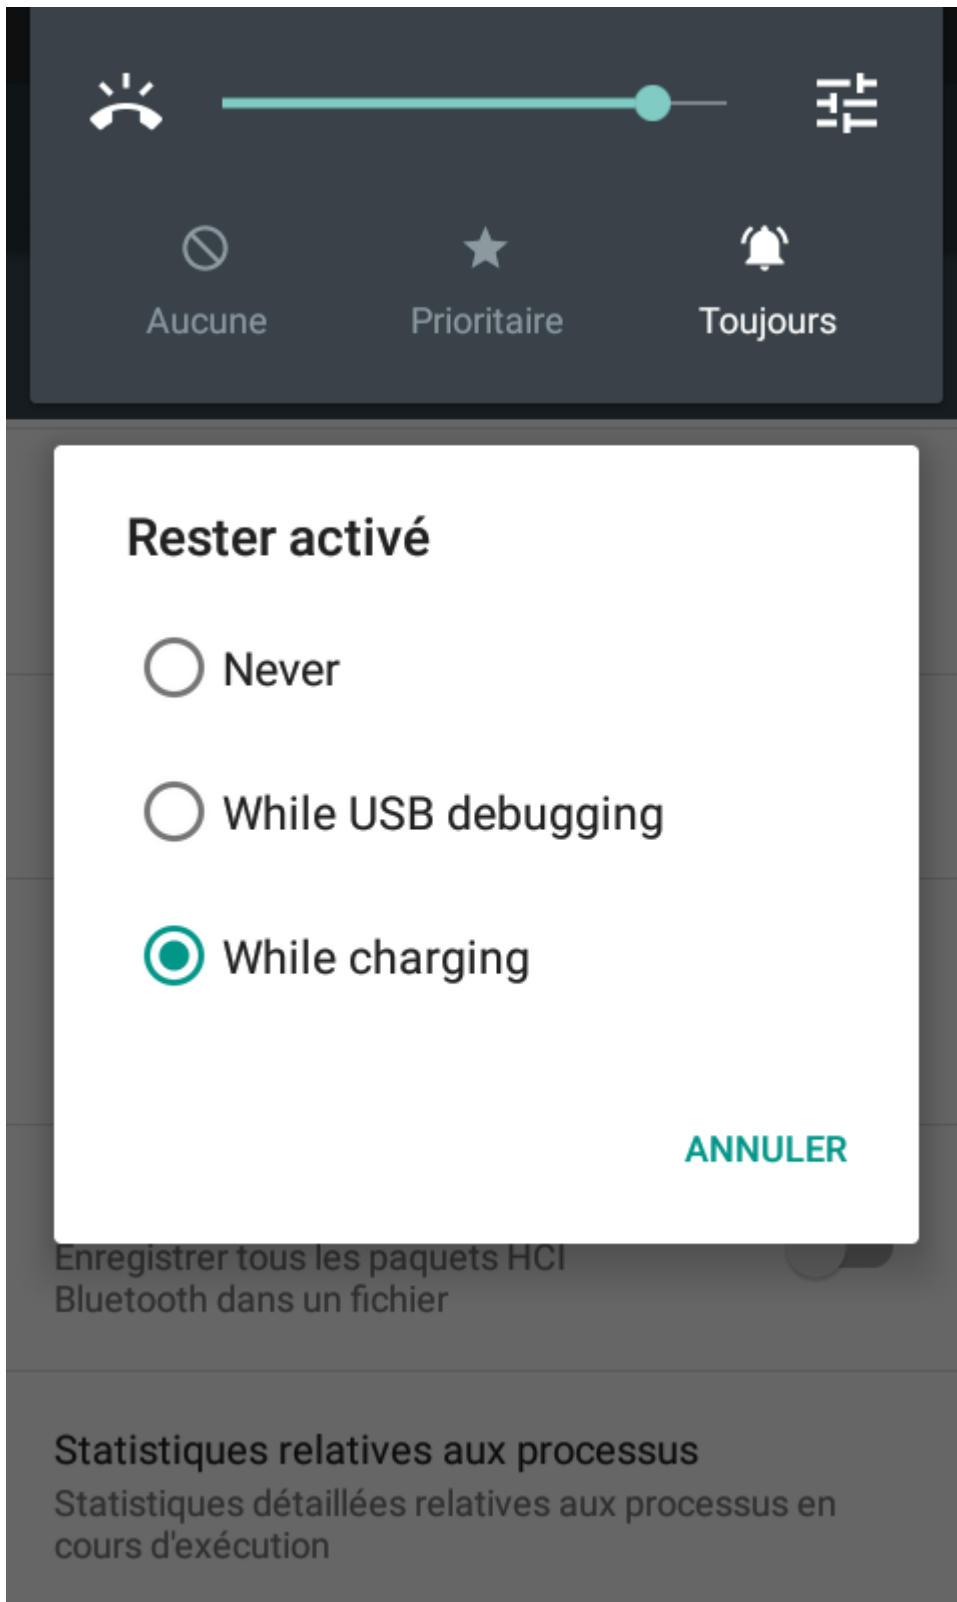 Aucune
Prioritaire
Toujours
Rester activé
Never
While USB debugging
While charging
ANNULER
Enregistrer tous les paquets HCI
Bluetooth dans un fichier
Statistiques relatives aux processus
Statistiques détaillées relatives aux processus en
cours d'exécution